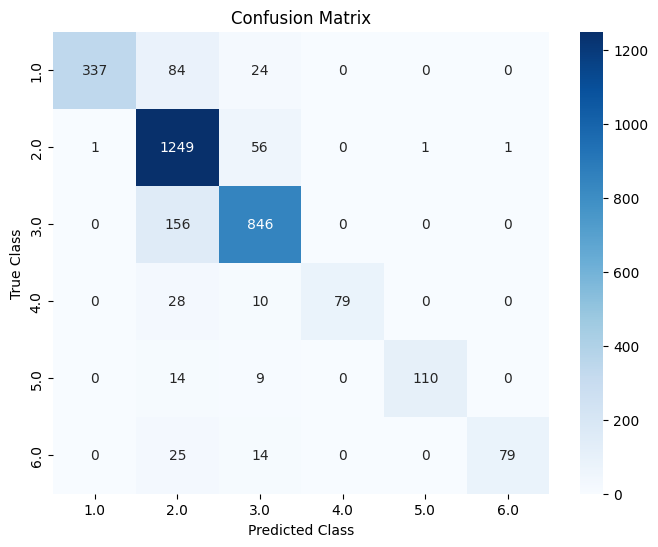 Confusion Matrix
1.0 337 84 24 0 0 0
2.0 1 1249 56 0 1 1
3.0 0 156 846 0 0 0
4.0 0 28 10 79 0 0
5.0 0 14 9 0 110 0
6.0 0 25 14 0 0 79
1.0 2.0 3.0 4.0 5.0 6.0
Predicted Class
True Class
1200
1000
800
600
400
200
0